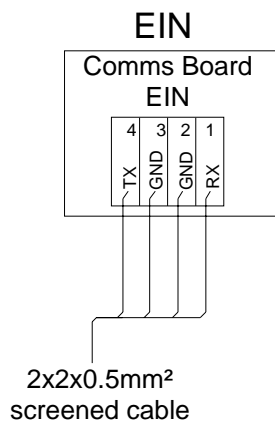 EIN
Comms Board
EIN
4 3 2 1
TX GND GND RX
2x2x0.5mm²
screened cable